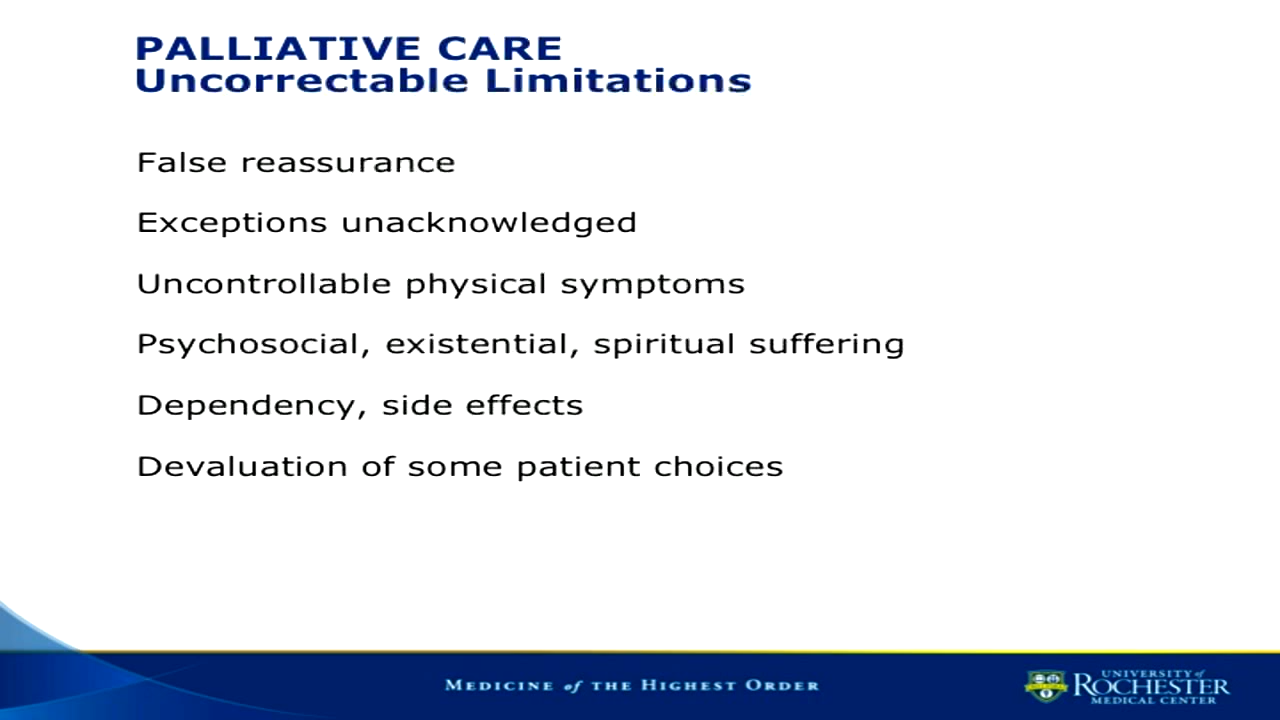 PALLIATIVE CARE
Uncorrectable Limitations
False reassurance
Exceptions unacknowledged
Uncontrollable physical symptoms
Psychosocial, existential, spiritual suffering
Dependency, side effects
Devaluation of some patient choices
MEDICINE of THE HIGHEST ORDER
UNIVERSITY of
ROCHESTER
MEDICAL CENTER